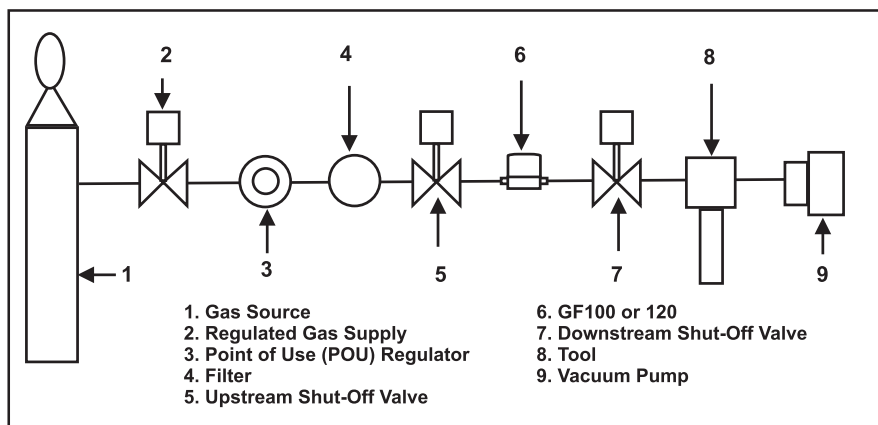 2
4
6
8
1
3
5
7
9
1. Gas Source
2. Regulated Gas Supply
3. Point of Use (POU) Regulator
4. Filter
5. Upstream Shut-Off Valve
6. GF100 or 120
7. Downstream Shut-Off Valve
8. Tool
9. Vacuum Pump